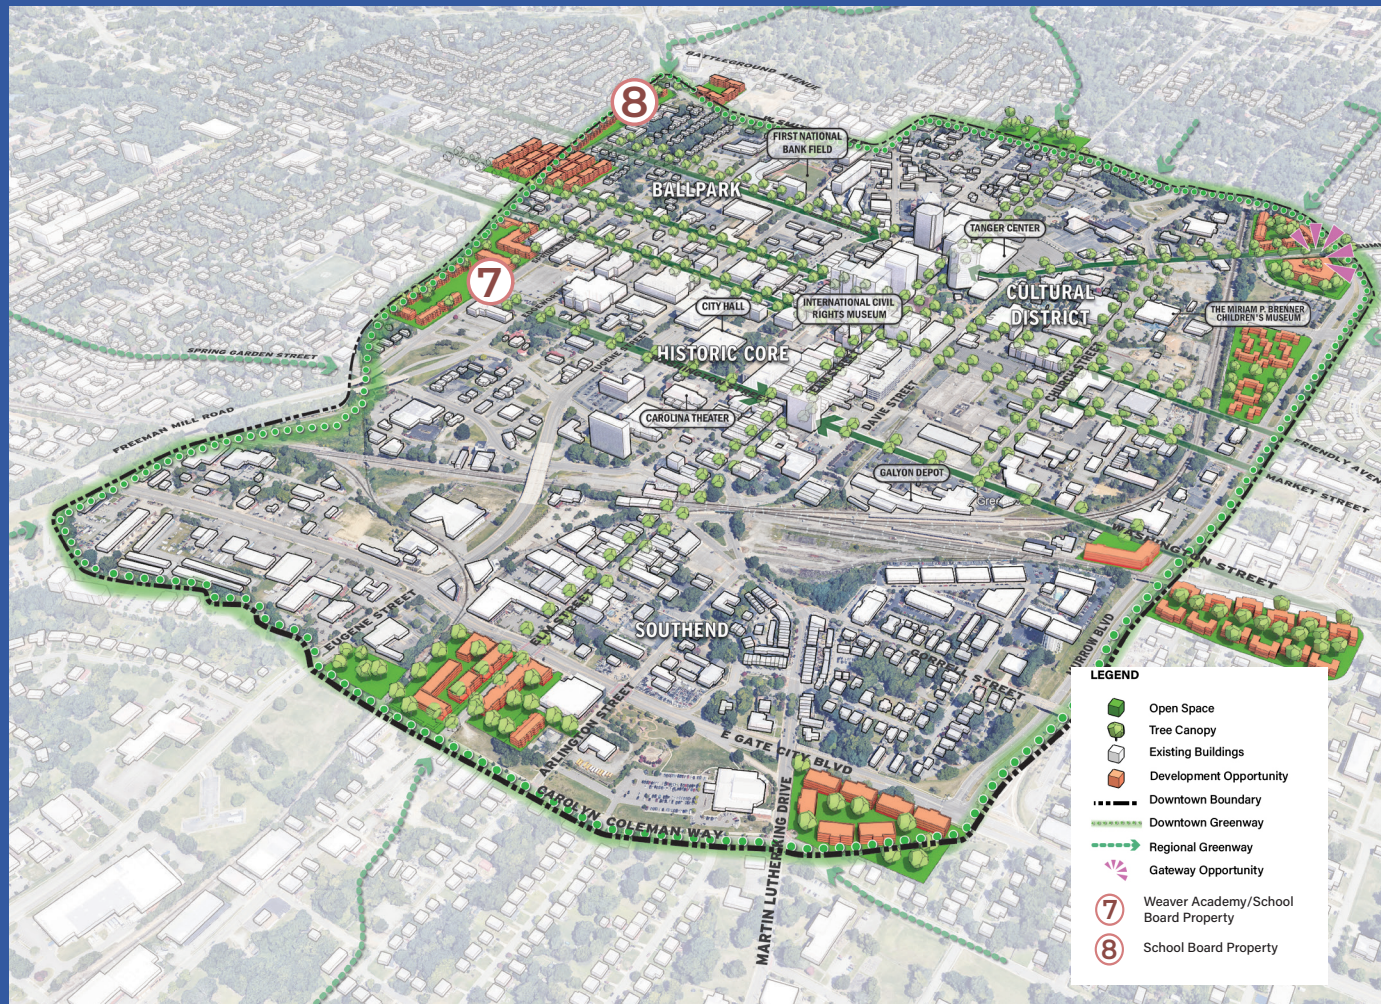 BATTLEGROUND AVENUE
8
FIRST NATIONAL
BANK FIELD
BALLPARK
TANGER CENTER
7
CITY HALL
INTERNATIONAL CIVIL
RIGHTS MUSEUM
CULTURAL
DISTRICT
THE MIRIAM P. BRENNER
CHILDREN'S MUSEUM
SPRING GARDEN STREET
HISTORIC CORE
CHURCH STREET
DAVIE STREET
CAROLINA THEATER
FREEMAN MILL ROAD
GALYON DEPOT
MARKET STREET
WASHINGTON STREET
EUGENE STREET
ELM STREET
SOUTHEND
GORRELL STREET
ARLINGTON STREET
E GATE CITY BLVD
CAROLYN COLEMAN WAY
MARTIN LUTHER KING DRIVE
LEGEND
Open Space
Tree Canopy
Existing Buildings
Development Opportunity
Downtown Boundary
Downtown Greenway
Regional Greenway
Gateway Opportunity
7 Weaver Academy/School
Board Property
8 School Board Property